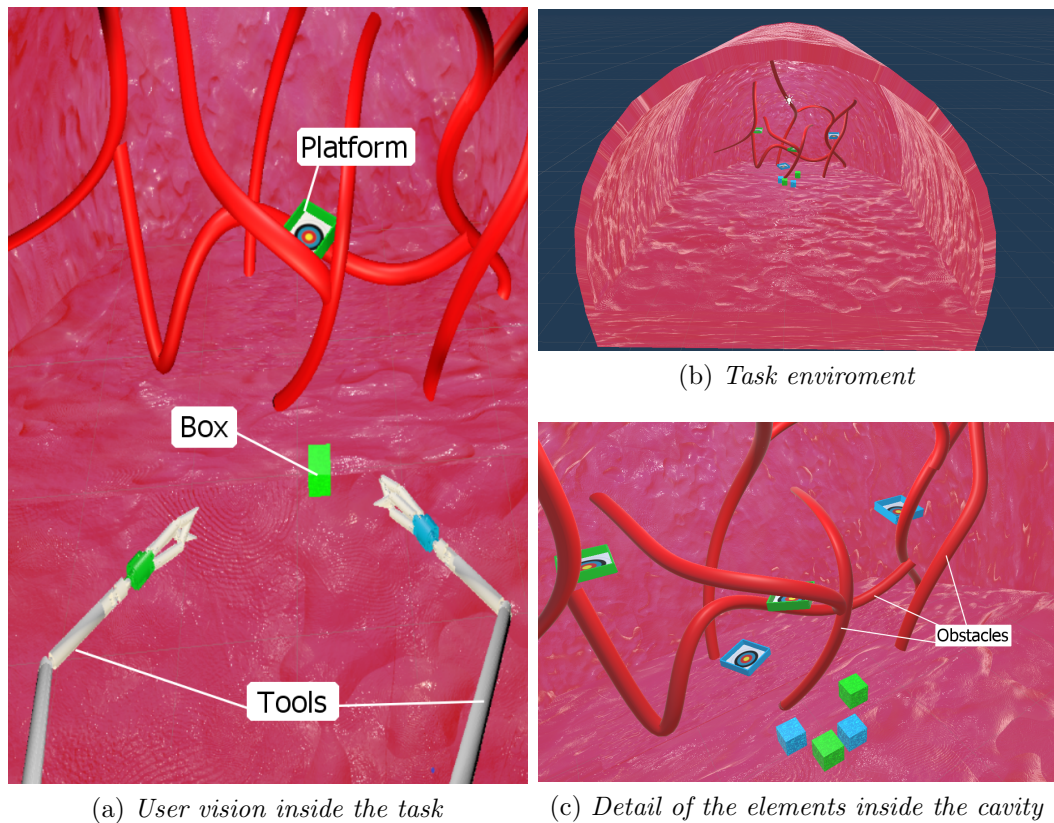 Platform
Box
Tools
(a) User vision inside the task
(b) Task enviroment
Obstacles
(c) Detail of the elements inside the cavity